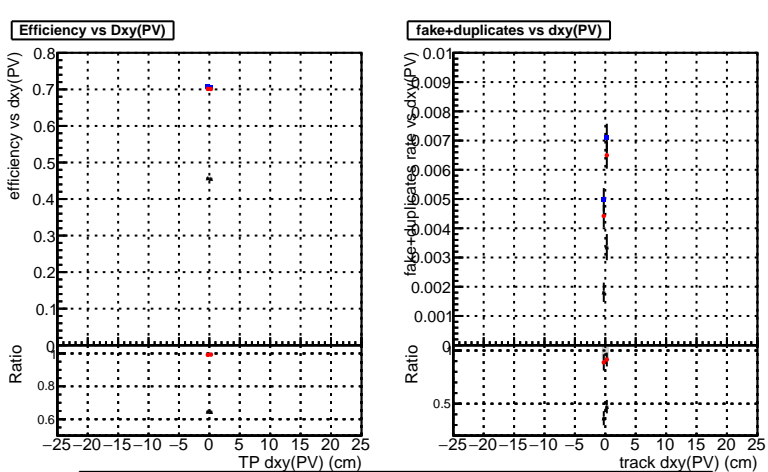 Efficiency vs Dxy(PV)
efficiency vs dxy(PV)
0.8
0.7
0.6
0.5
0.4
0.3
0.2
0.1
0
Ratio
1
0.8
0.6
−25 −20 −15 −10 −5 0 5 10 15 20 25
TP dxy(PV) (cm)
fake+duplicates vs dxy(PV)
fake+duplicates rate vs dxy(PV)
0.01
0.009
0.008
0.007
0.006
0.005
0.004
0.003
0.002
0.001
0
Ratio
1
0.5
−25 −20 −15 −10 −5 0 5 10 15 20 25
track dxy(PV) (cm)